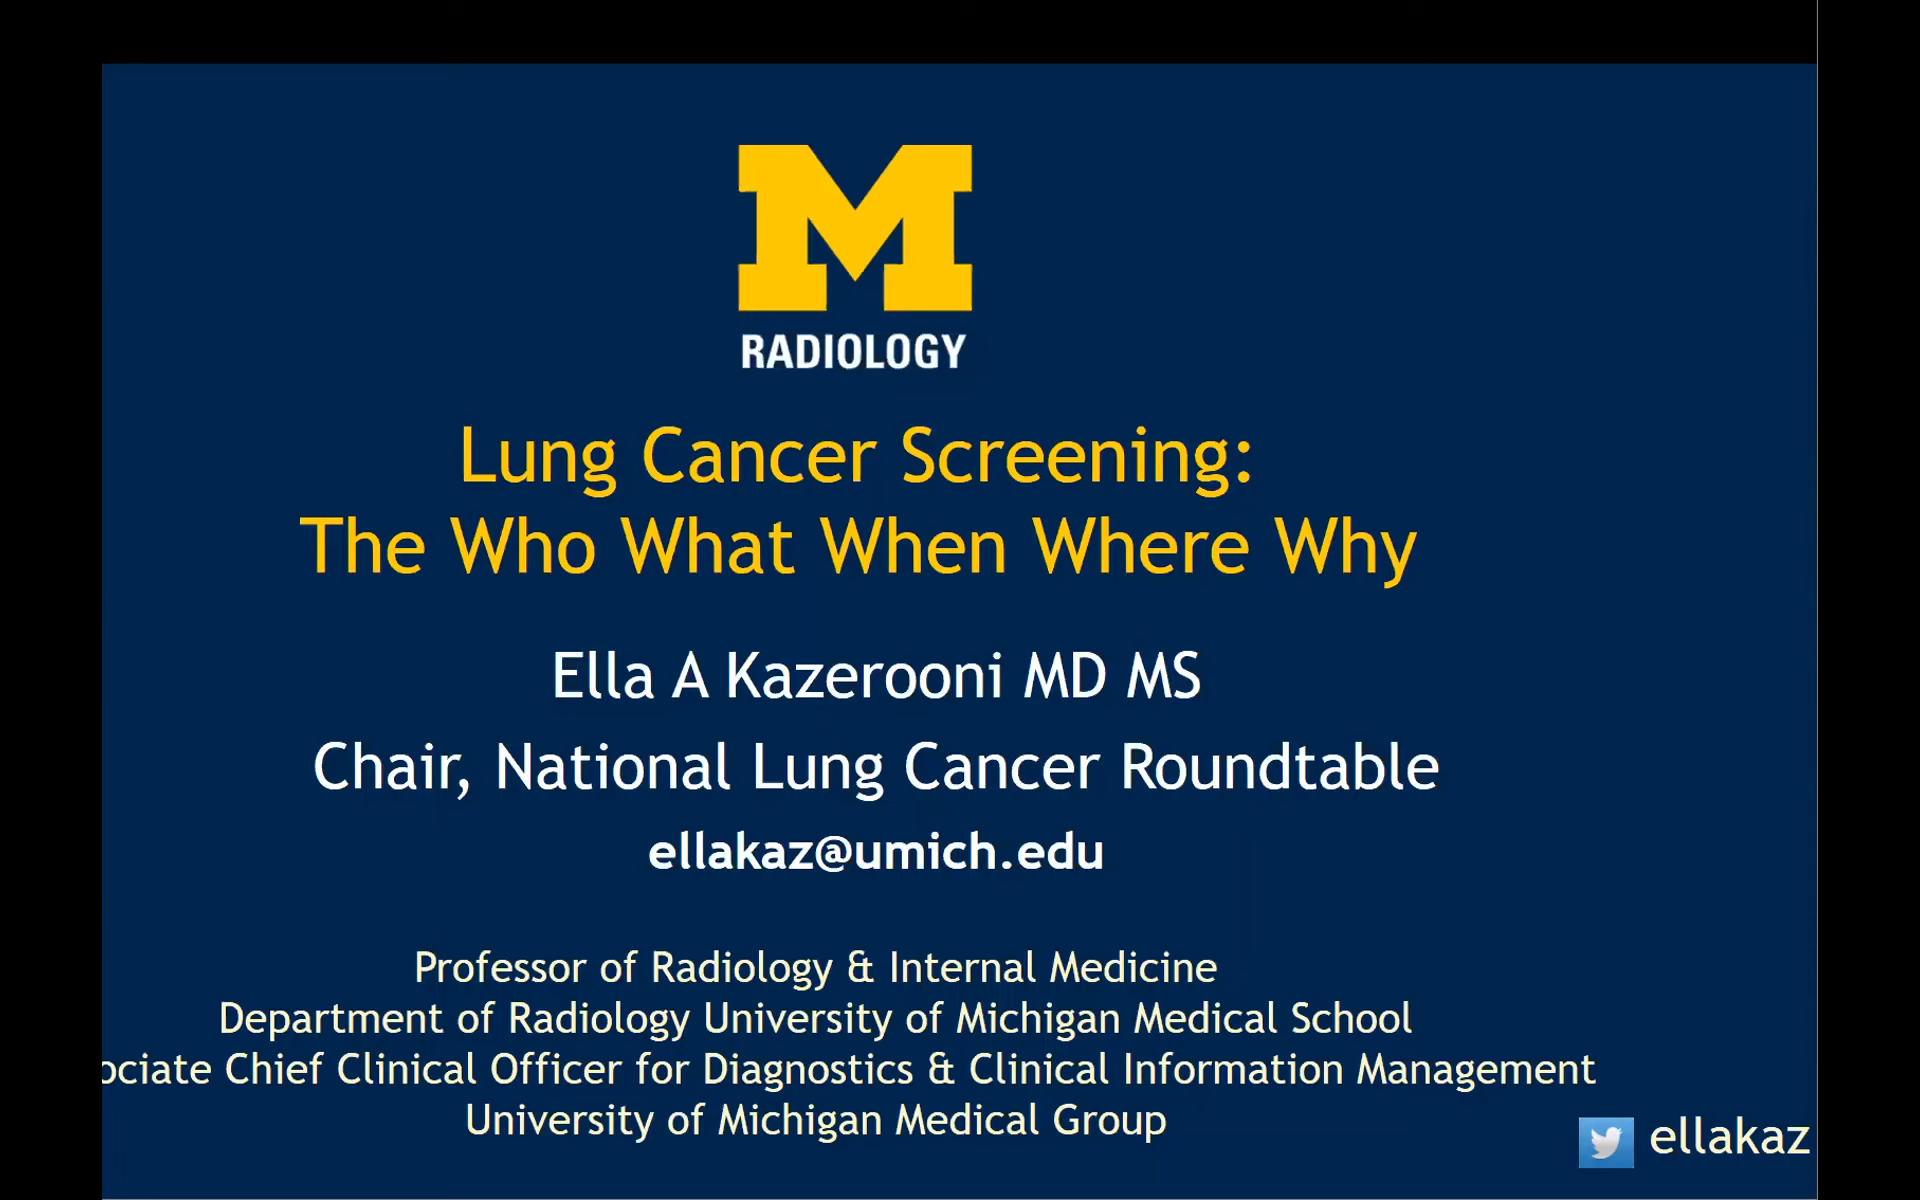 M
RADIOLOGY
Lung Cancer Screening:
The Who What When Where Why
Ella A Kazerooni MD MS
Chair, National Lung Cancer Roundtable
ellakaz@umich.edu
Professor of Radiology & Internal Medicine
Department of Radiology University of Michigan Medical School
ociate Chief Clinical Officer for Diagnostics & Clinical Information Management
University of Michigan Medical Group
ellakaz